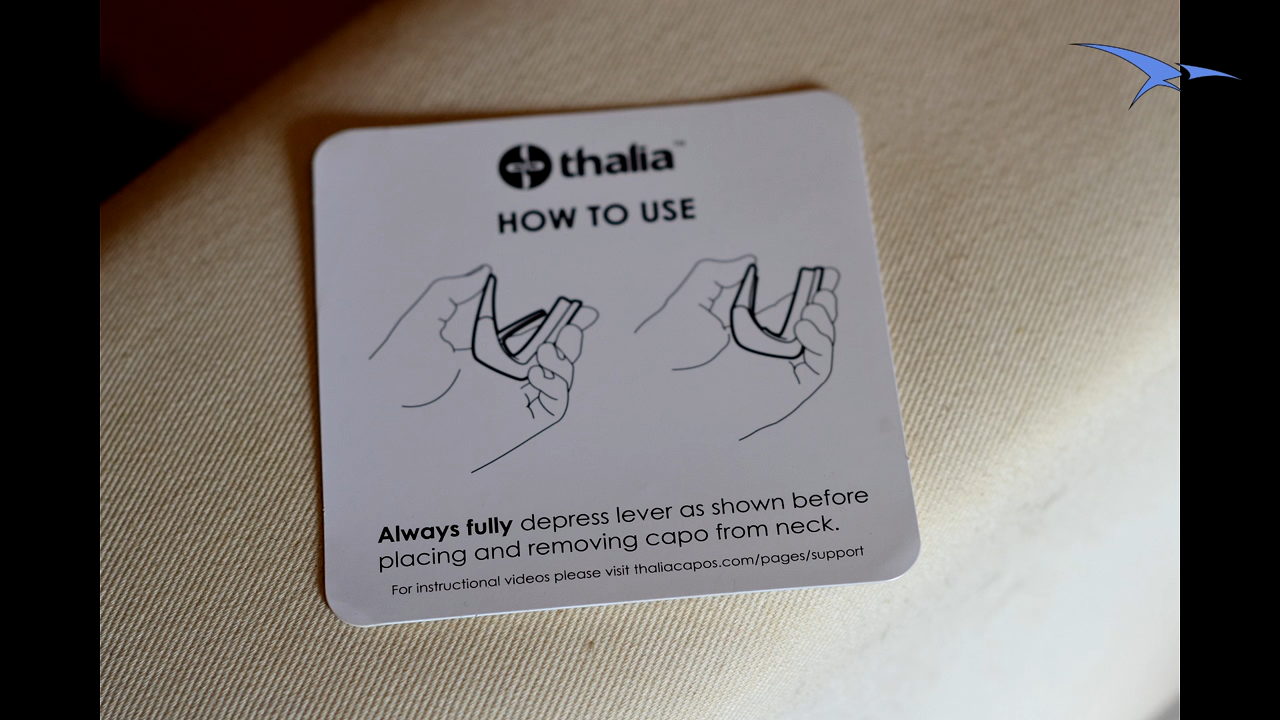 thalia™
HOW TO USE
Always fully depress lever as shown before
placing and removing capo from neck.
For instructional videos please visit thaliacapos.com/pages/support